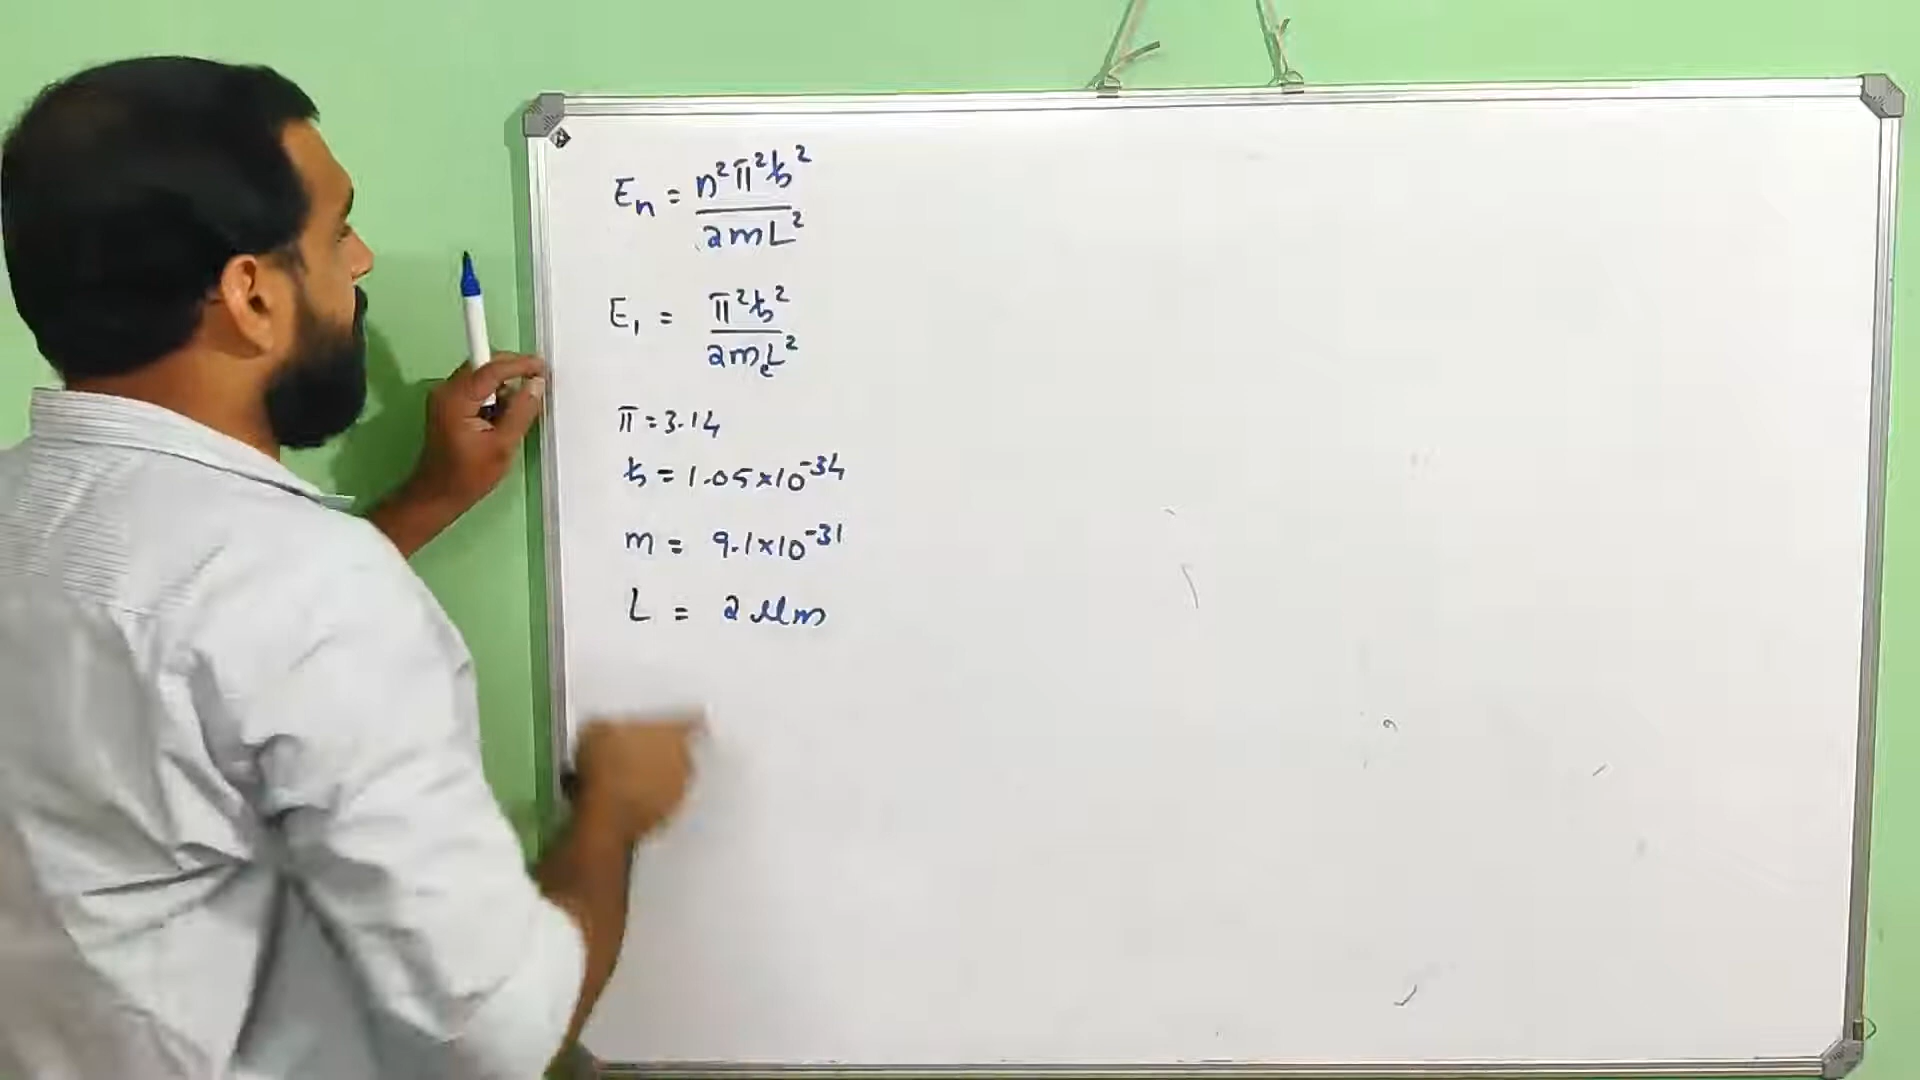 Eₙ = n²π²ℏ² / 2mL²
E₁ = π²ℏ² / 2mₑL²
π = 3.14
ℏ = 1.05×10⁻³⁴
m = 9.1×10⁻³¹
L = 2 μm